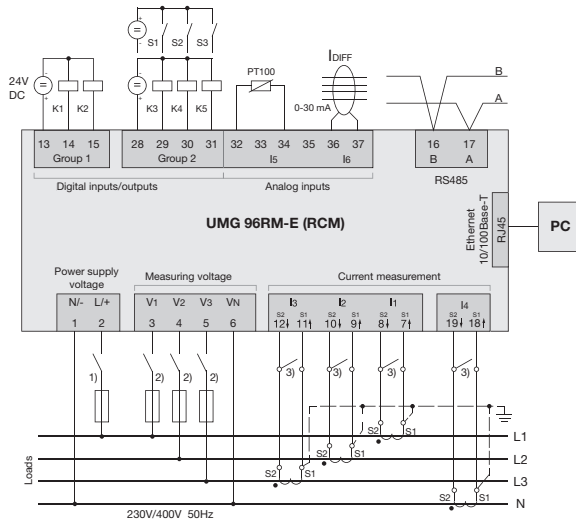 S1 S2 S3
24V
DC
K1 K2
K3 K4 K5
PT100
IDIFF
0-30 mA
B
A
13 14 15
Group 1
28 29 30 31
Group 2
32 33 34 35 36 37
I5 I6
16 17
B A
RS485
Digital inputs/outputs
Analog inputs
UMG 96RM-E (RCM)
Ethernet
10/100Base-T
RJ45
PC
Power supply
voltage
Measuring voltage
Current measurement
N/- L/+
V1 V2 V3 VN
I3 I2 I1
I4
S2 S1 S2 S1 S2 S1
S2 S1
1 2
3 4 5 6
12 11 10 9 8 7
19 18
1) 2) 2) 2)
3) 3) 3) 3)
S2 S1
L1
S2 S1
L2
S2 S1
L3
S2 S1
N
Loads
230V/400V 50Hz